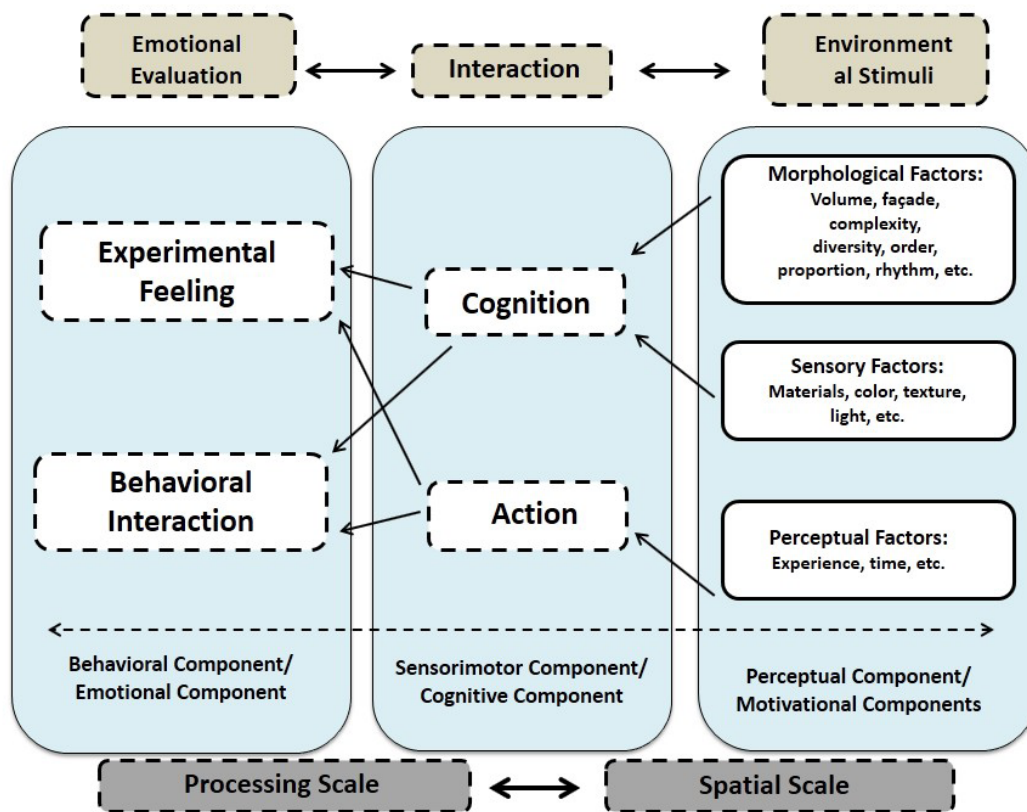 Emotional
Evaluation
Interaction
Environment
al Stimuli
Morphological Factors:
Volume, façade,
complexity,
diversity, order,
proportion, rhythm, etc.
Experimental
Feeling
Cognition
Sensory Factors:
Materials, color, texture,
light, etc.
Behavioral
Interaction
Action
Perceptual Factors:
Experience, time, etc.
Behavioral Component/
Emotional Component
Sensorimotor Component/
Cognitive Component
Perceptual Component/
Motivational Components
Processing Scale
Spatial Scale